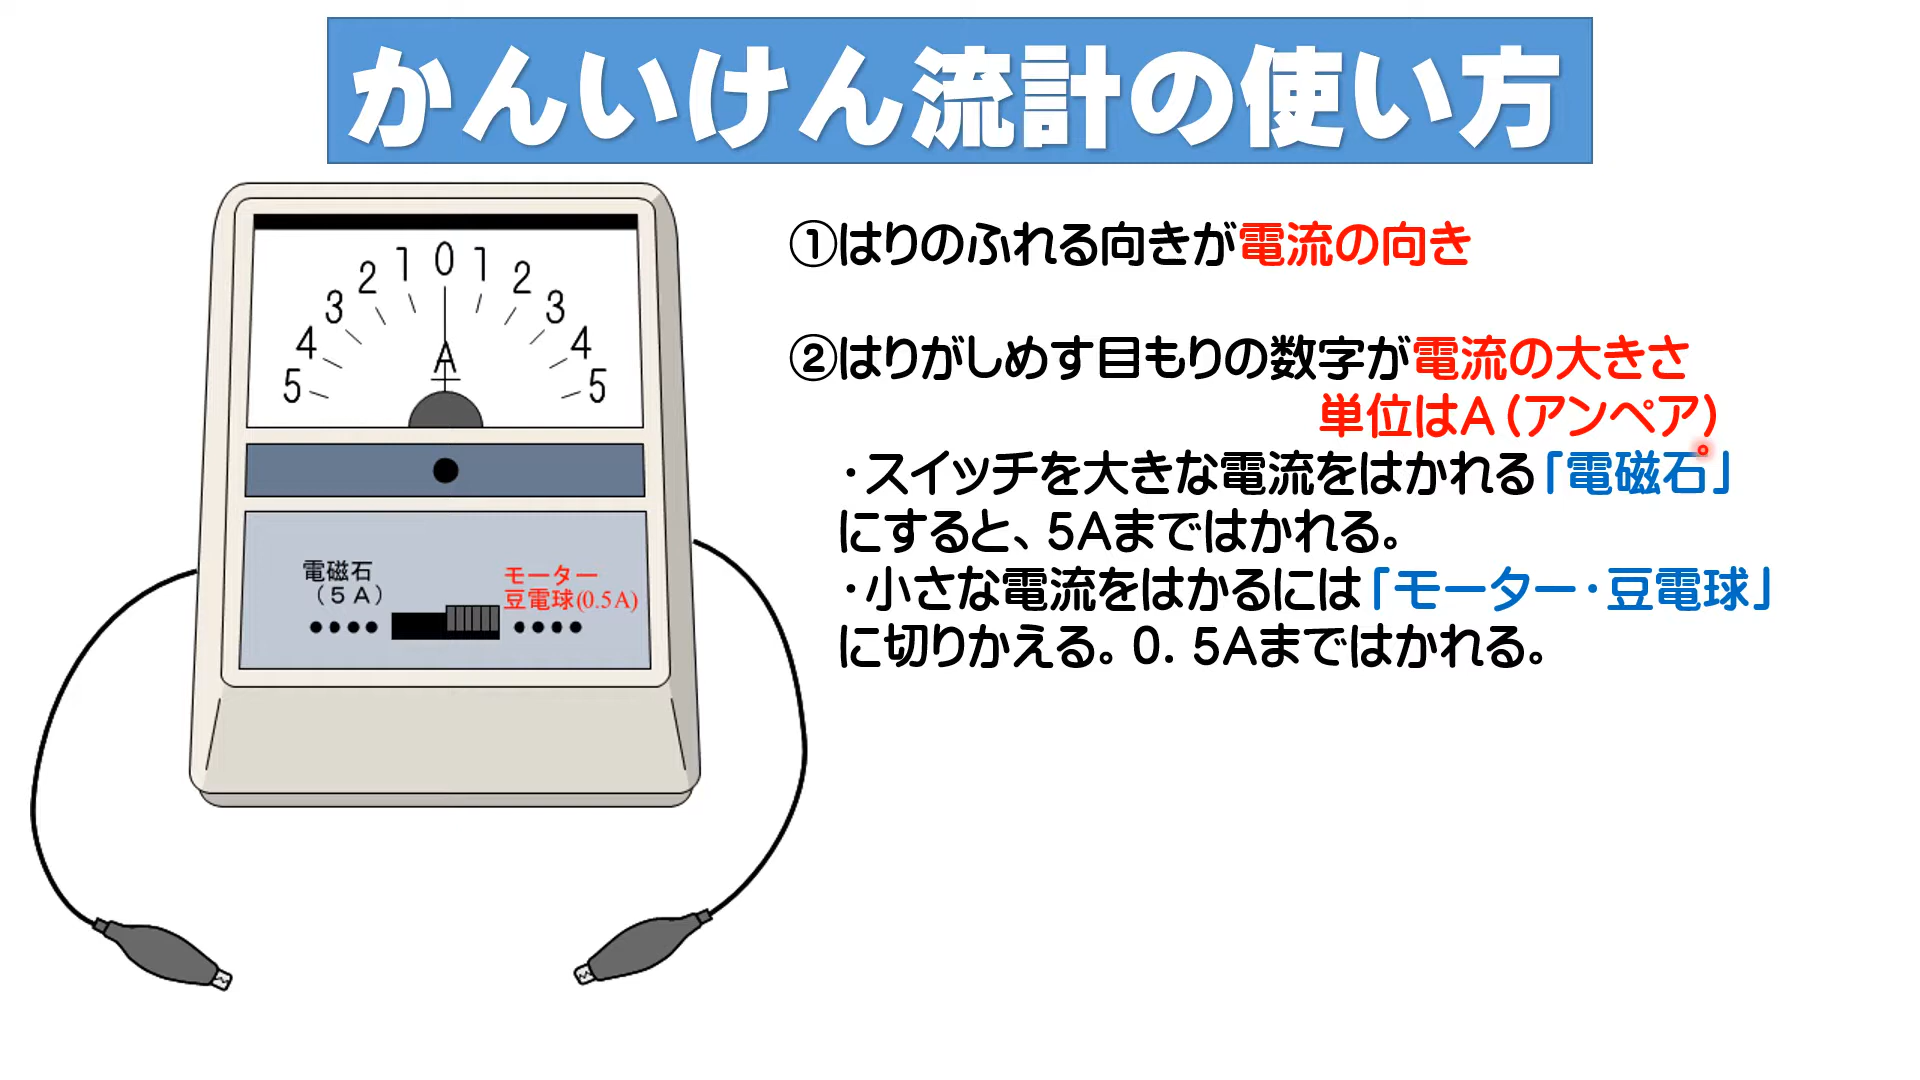 かんいけん流計の使い方
①はりのふれる向きが電流の向き
②はりがしめす目もりの数字が電流の大きさ
単位はA(アンペア)
・スイッチを大きな電流をはかれる「電磁石」
にすると、5Aまではかれる。
・小さな電流をはかるには「モーター・豆電球」
に切りかえる。0.5Aまではかれる。
5 4 3 2 1 0 1 2 3 4 5
A
電磁石
(5A)
モーター
豆電球(0.5A)